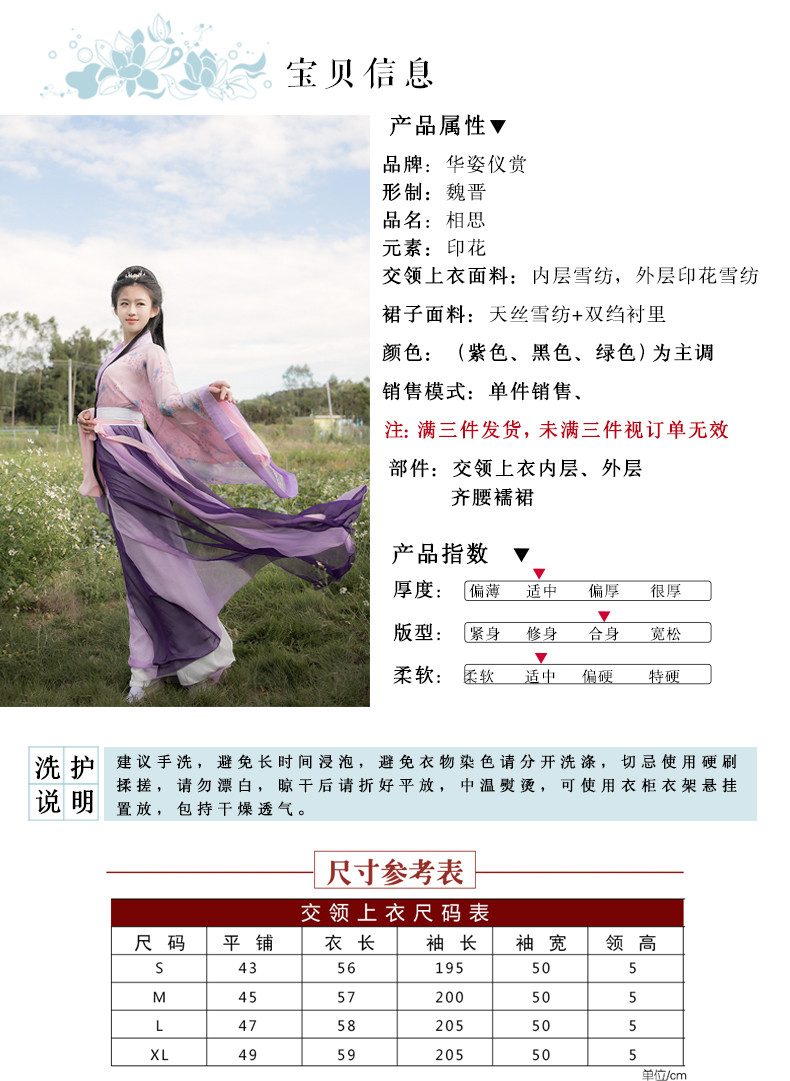 宝贝信息
产品属性▼
品牌：华姿仪赏
形制：魏晋
品名：相思
元素：印花
交领上衣面料：内层雪纺，外层印花雪纺
裙子面料：天丝雪纺+双绉衬里
颜色：（紫色、黑色、绿色）为主调
销售模式：单件销售、
注：满三件发货，未满三件视订单无效
部件：交领上衣内层、外层
齐腰襦裙
产品指数 ▼
厚度： 偏薄 适中 偏厚 很厚
版型： 紧身 修身 合身 宽松
柔软： 柔软 适中 偏硬 特硬
洗护说明
建议手洗，避免长时间浸泡，避免衣物染色请分开洗涤，切忌使用硬刷
揉搓，请勿漂白，晾干后请折好平放，中温熨烫，可使用衣柜衣架悬挂
置放，包持干燥透气。
尺寸参考表
交领上衣尺码表
尺码 平铺 衣长 袖长 袖宽 领高
S 43 56 195 50 5
M 45 57 200 50 5
L 47 58 205 50 5
XL 49 59 205 50 5
单位/cm